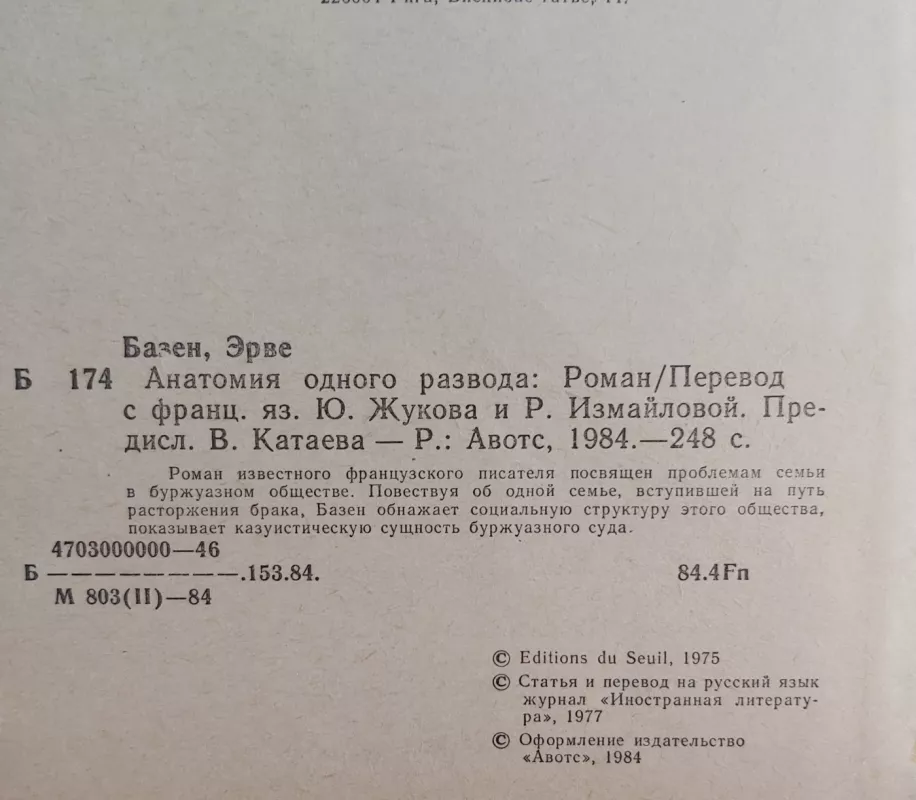 Базен, Эрве
Б 174 Анатомия одного развода: Роман/Перевод
с франц. яз. Ю. Жукова и Р. Измайловой. Пре-
дисл. В. Катаева — Р.: Авотс, 1984.—248 с.
Роман известного французского писателя посвящен проблемам семьи
в буржуазном обществе. Повествуя об одной семье, вступившей на путь
расторжения брака, Базен обнажает социальную структуру этого общества,
показывает казуистическую сущность буржуазного суда.
4703000000—46
Б ——————————.153.84. 84.4Fп
М 803(II)—84
© Editions du Seuil, 1975
© Статья и перевод на русский язык
журнал «Иностранная литерату-
ра», 1977
© Оформление издательство
«Авотс», 1984